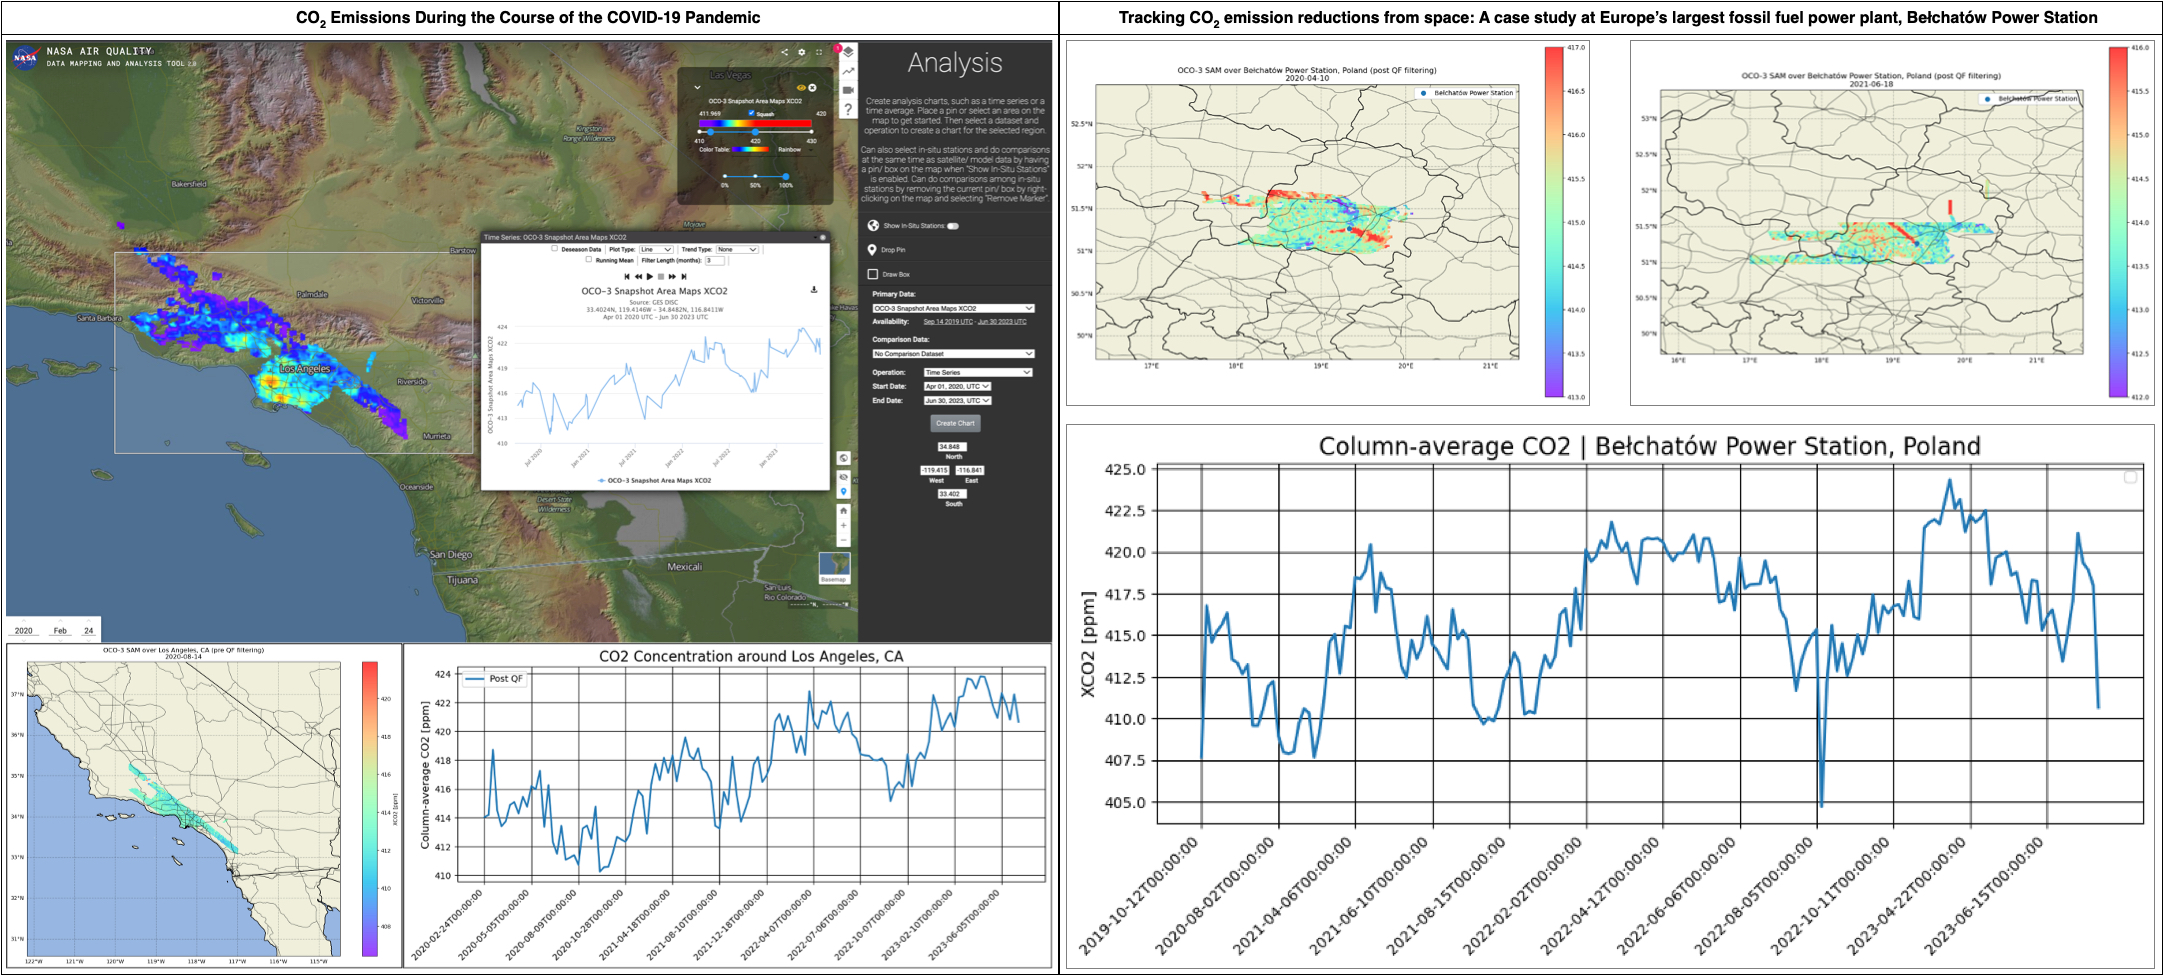 CO2 Emissions During the Course of the COVID-19 Pandemic
NASA AIR QUALITY
DATA MAPPING AND ANALYSIS TOOL
Las Vegas
OCO-3 Snapshot Area Maps XCO2
411.969
Squash
420
410
420
430
Color Table:
Rainbow
0%
50%
100%
Kingston
Range Wilderness
Bakersfield
Mojave
Barstow
Palmdale
Victorville
Santa Barbara
Los Angeles
Riverside
Murrieta
Oceanside
Desert State
Wilderness
San Diego
Tijuana
Mexicali
San Luis
Rio Colorado
Basemap
2020 Feb 24
Time Series: OCO-3 Snapshot Area Maps XCO2
Deseason Data Plot Type: Line Trend Type: None
Running Mean Filter Length (months): 3
OCO-3 Snapshot Area Maps XCO2
Source: GES DISC
33.4024N, 119.4146W - 34.8482N, 116.8411W
Apr 01 2020 UTC - Jun 30 2023 UTC
OCO-3 Snapshot Area Maps XCO2
424
422
419
416
413
410
Jul 2020
Jan 2021
Jul 2021
Jan 2022
Jul 2022
Jan 2023
OCO-3 Snapshot Area Maps XCO2
Analysis
Create analysis charts, such as a time series or a
time average. Place a pin or select an area on the
map to get started. Then select a dataset and
operation to create a chart for the selected region.
Can also select in-situ stations and do comparisons
at the same time as satellite/ model data by having
a pin/ box on the map when "Show In-Situ Stations"
is enabled. Can do comparisons among in-situ
stations by removing the current pin/ box by right-
clicking on the map and selecting "Remove Marker".
Show In-Situ Stations:
Drop Pin
Draw Box
Primary Data:
OCO-3 Snapshot Area Maps XCO2
Availability: Sep 14 2019 UTC - Jun 30 2023 UTC
Comparison Data:
No Comparison Dataset
Operation: Time Series
Start Date: Apr 01, 2020, UTC
End Date: Jun 30, 2023, UTC
Create Chart
34.848
North
-119.415 -116.841
West East
33.402
South
OCO-3 SAM over Los Angeles, CA (pre QF filtering)
2020-08-14
37°N
36°N
35°N
34°N
33°N
32°N
31°N
122°W
121°W
120°W
119°W
118°W
117°W
116°W
115°W
420
418
416
414
412
410
408
XCO2 [ppm]
CO2 Concentration around Los Angeles, CA
Post QF
Column-average CO2 [ppm]
424
422
420
418
416
414
412
410
2020-02-24T00:00:00
2020-05-05T00:00:00
2020-08-09T00:00:00
2020-10-28T00:00:00
2021-04-18T00:00:00
2021-08-10T00:00:00
2021-12-18T00:00:00
2022-04-07T00:00:00
2022-07-06T00:00:00
2022-10-07T00:00:00
2023-02-10T00:00:00
2023-06-05T00:00:00
Tracking CO2 emission reductions from space: A case study at Europe's largest fossil fuel power plant, Bełchatów Power Station
OCO-3 SAM over Bełchatów Power Station, Poland (post QF filtering)
2020-04-10
Bełchatów Power Station
52.5°N
52°N
51.5°N
51°N
50.5°N
50°N
17°E
18°E
19°E
20°E
21°E
417.0
416.5
416.0
415.5
415.0
414.5
414.0
413.5
413.0
OCO-3 SAM over Bełchatów Power Station, Poland (post QF filtering)
2021-06-18
Bełchatów Power Station
53°N
52.5°N
52°N
51.5°N
51°N
50.5°N
50°N
16°E
17°E
18°E
19°E
20°E
21°E
416.0
415.5
415.0
414.5
414.0
413.5
413.0
412.5
412.0
Column-average CO2 | Bełchatów Power Station, Poland
XCO2 [ppm]
425.0
422.5
420.0
417.5
415.0
412.5
410.0
407.5
405.0
2019-10-12T00:00:00
2020-08-02T00:00:00
2021-04-06T00:00:00
2021-06-10T00:00:00
2021-08-15T00:00:00
2022-02-02T00:00:00
2022-04-12T00:00:00
2022-06-06T00:00:00
2022-08-05T00:00:00
2022-10-11T00:00:00
2023-04-22T00:00:00
2023-06-15T00:00:00